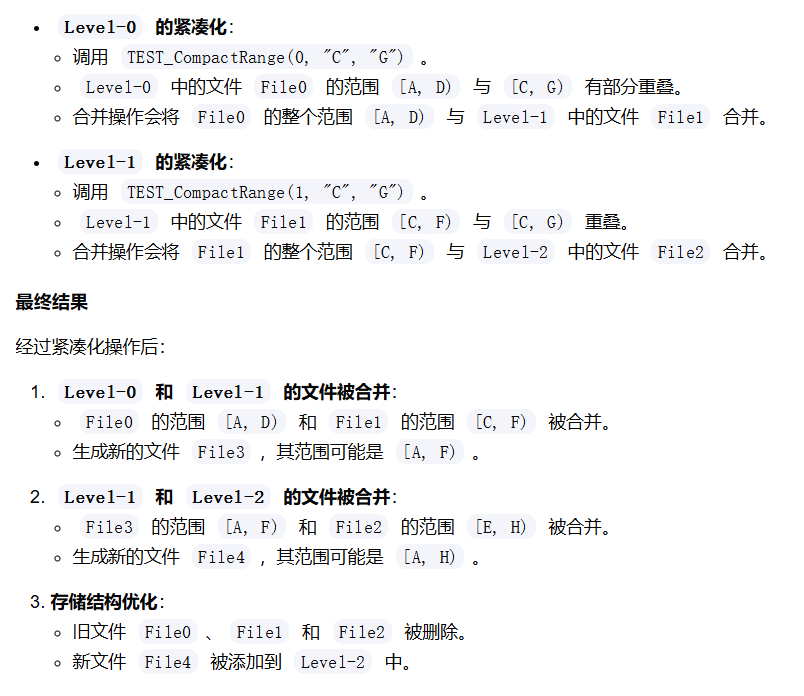 • Level-0 的紧凑化：
◦ 调用 TEST_CompactRange(0, "C", "G") 。
◦ Level-0 中的文件 File0 的范围 [A, D) 与 [C, G) 有部分重叠。
◦ 合并操作会将 File0 的整个范围 [A, D) 与 Level-1 中的文件 File1 合并。
• Level-1 的紧凑化：
◦ 调用 TEST_CompactRange(1, "C", "G") 。
◦ Level-1 中的文件 File1 的范围 [C, F) 与 [C, G) 重叠。
◦ 合并操作会将 File1 的整个范围 [C, F) 与 Level-2 中的文件 File2 合并。
最终结果
经过紧凑化操作后：
1. Level-0 和 Level-1 的文件被合并：
◦ File0 的范围 [A, D) 和 File1 的范围 [C, F) 被合并。
◦ 生成新的文件 File3 ，其范围可能是 [A, F) 。
2. Level-1 和 Level-2 的文件被合并：
◦ File3 的范围 [A, F) 和 File2 的范围 [E, H) 被合并。
◦ 生成新的文件 File4 ，其范围可能是 [A, H) 。
3. 存储结构优化：
◦ 旧文件 File0 、 File1 和 File2 被删除。
◦ 新文件 File4 被添加到 Level-2 中。